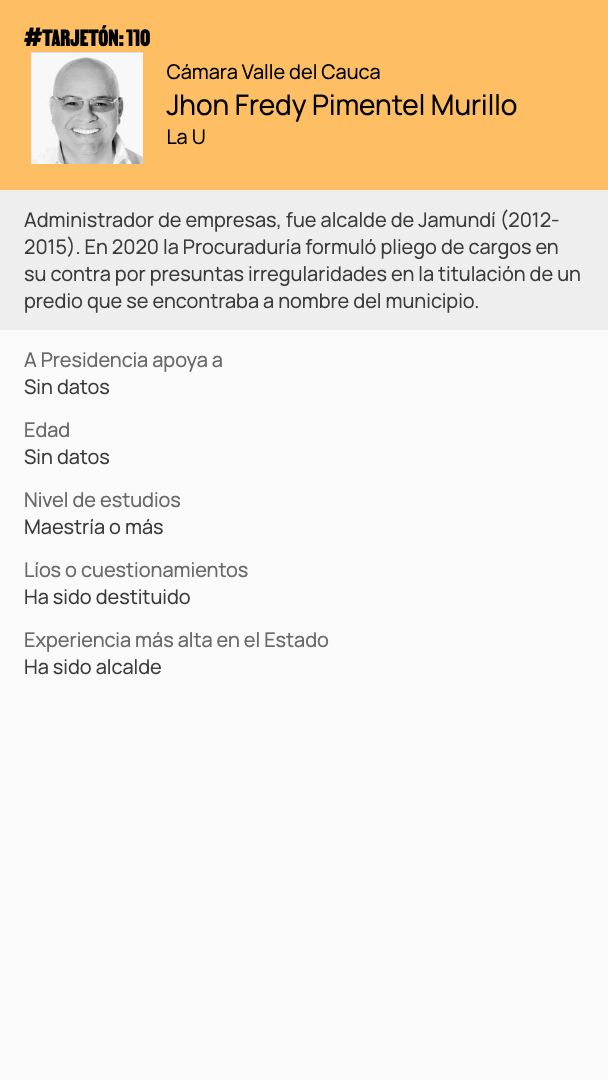 #TARJETÓN: 110
Cámara Valle del Cauca
Jhon Fredy Pimentel Murillo
La U
Administrador de empresas, fue alcalde de Jamundí (2012-
2015). En 2020 la Procuraduría formuló pliego de cargos en
su contra por presuntas irregularidades en la titulación de un
predio que se encontraba a nombre del municipio.
A Presidencia apoya a
Sin datos
Edad
Sin datos
Nivel de estudios
Maestría o más
Líos o cuestionamientos
Ha sido destituido
Experiencia más alta en el Estado
Ha sido alcalde